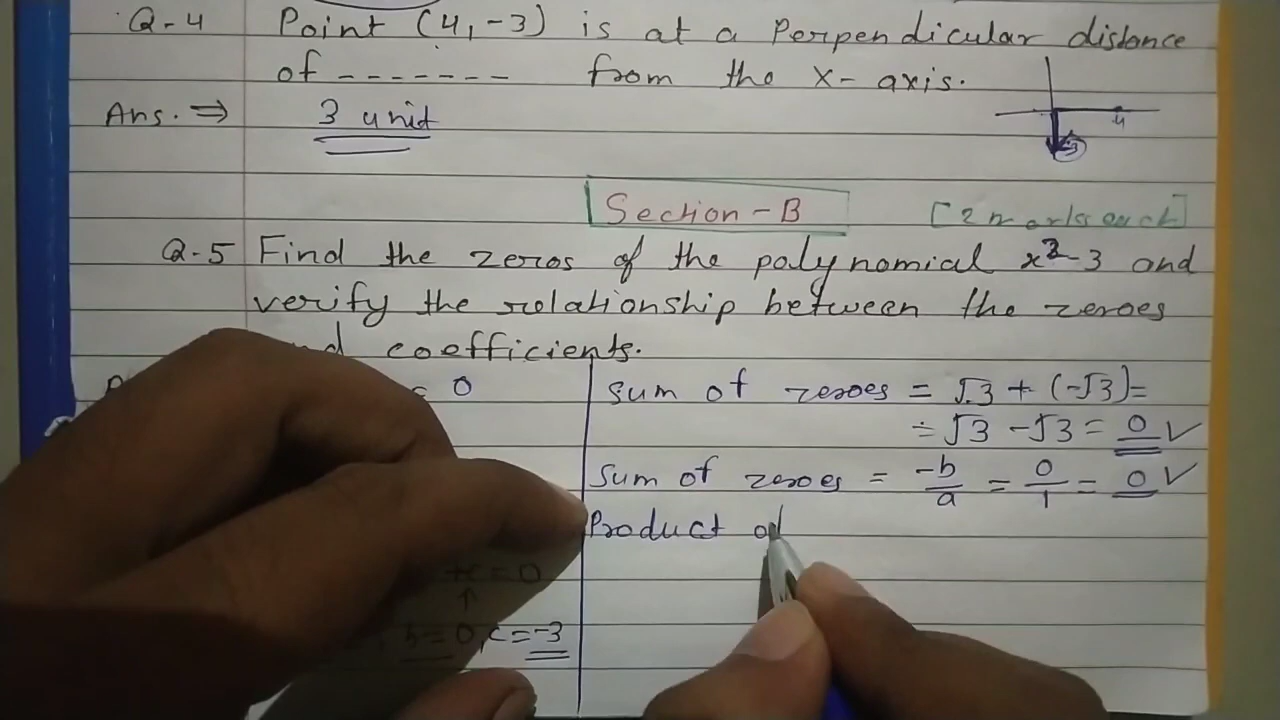 Q-4 Point (4,-3) is at a Perpendicular distance
of ------- from the x-axis.
Ans. ⇒ 3 unit
4
Section-B [2 marks each]
Q-5 Find the zeros of the polynomial x²-3 and
verify the relationship between the zeroes
coefficients.
= 0
Sum of zeroes = √3 + (-√3)=
= √3 - √3 = 0 ✓
Sum of zeroes = -b/a = 0/1 = 0 ✓
Product of
+c=0
↑
b=0, c=-3